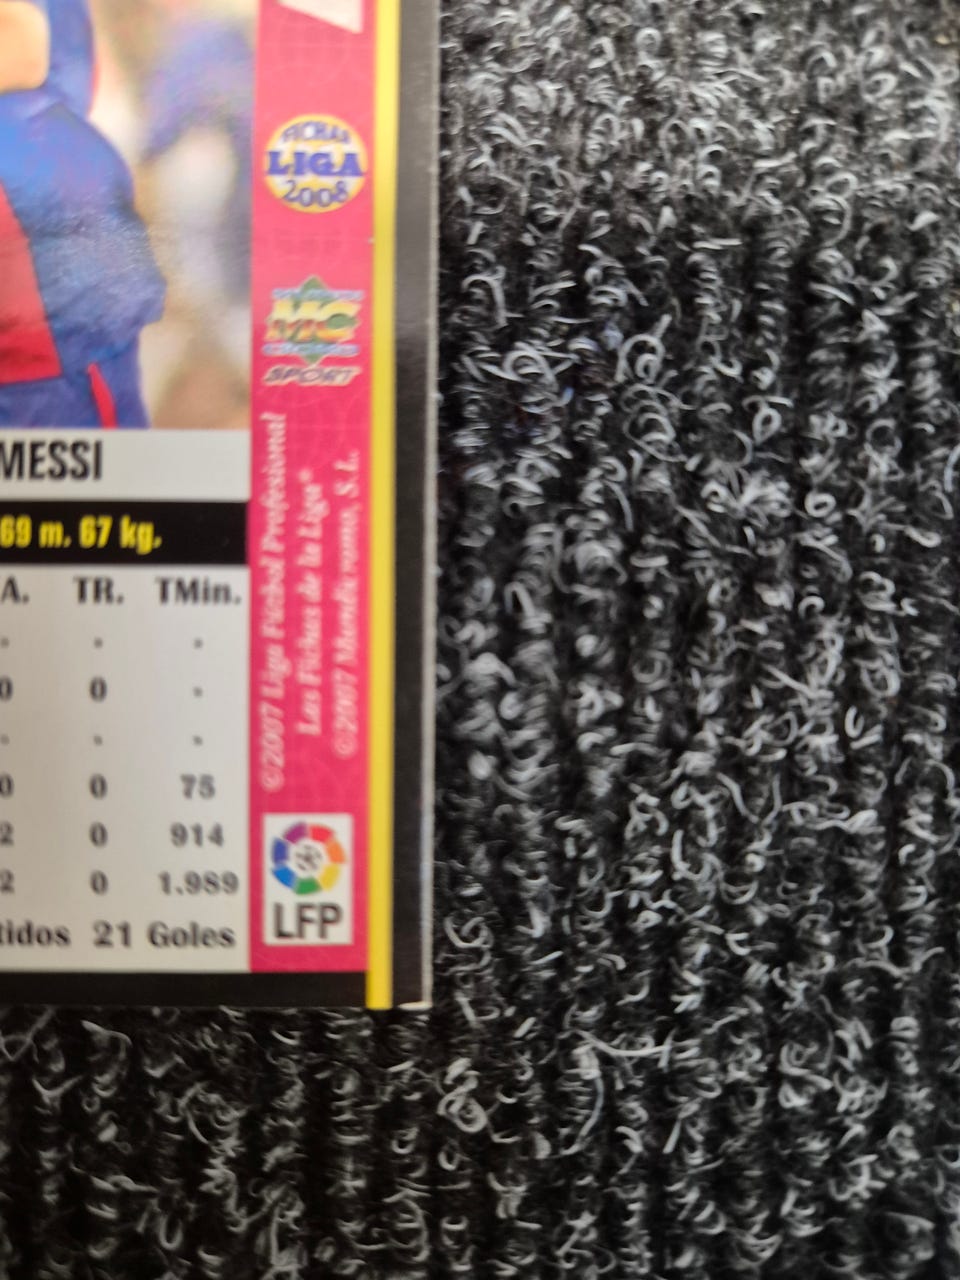 FICHAS
LIGA
2008
MC
SPORT
©2007 Liga Fútbol Profesional
Las Fichas de la Liga
©2007 Mundicromo, S.L.
MESSI
69 m. 67 kg.
A. TR. TMin.
- - -
0 0 -
- - -
0 0 75
2 0 914
2 0 1.989
tidos 21 Goles
LFP